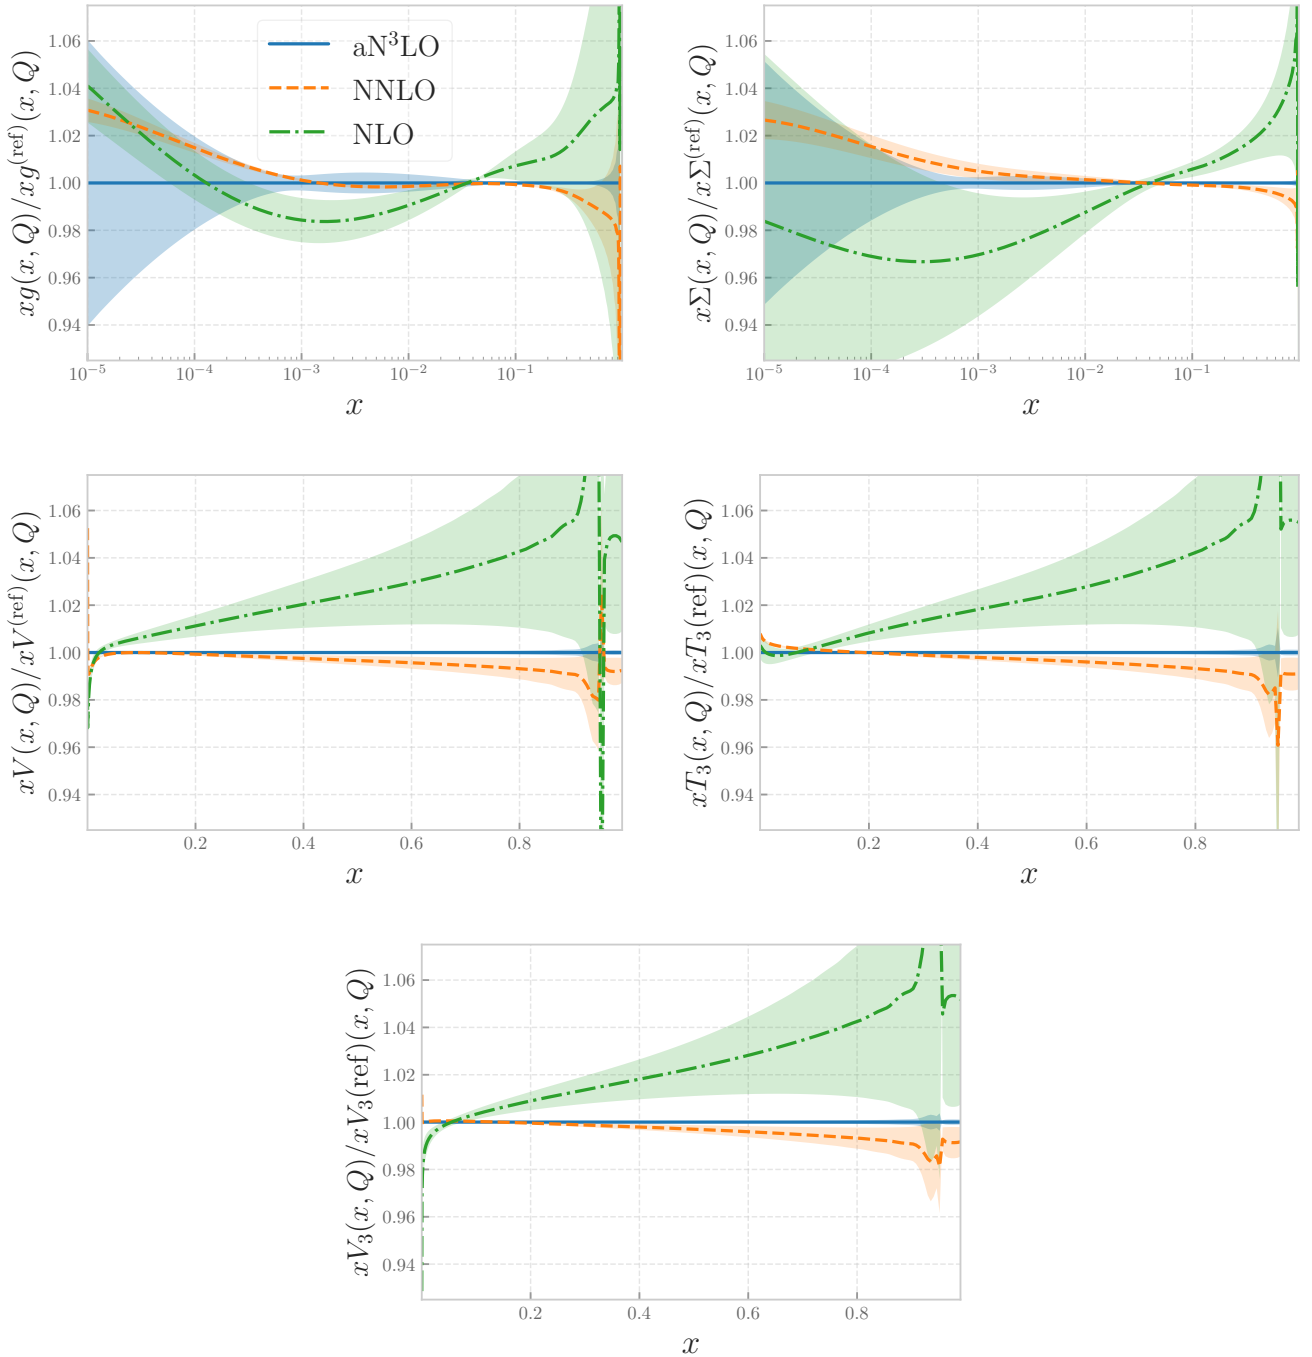 aN³LO
NNLO
NLO
xg(x, Q)/xg^(ref)(x, Q)
1.06
1.04
1.02
1.00
0.98
0.96
0.94
10⁻⁵ 10⁻⁴ 10⁻³ 10⁻² 10⁻¹
x
xΣ(x, Q)/xΣ^(ref)(x, Q)
1.06
1.04
1.02
1.00
0.98
0.96
0.94
10⁻⁵ 10⁻⁴ 10⁻³ 10⁻² 10⁻¹
x
xV(x, Q)/xV^(ref)(x, Q)
1.06
1.04
1.02
1.00
0.98
0.96
0.94
0.2 0.4 0.6 0.8
x
xT₃(x, Q)/xT₃(ref)(x, Q)
1.06
1.04
1.02
1.00
0.98
0.96
0.94
0.2 0.4 0.6 0.8
x
xV₃(x, Q)/xV₃(ref)(x, Q)
1.06
1.04
1.02
1.00
0.98
0.96
0.94
0.2 0.4 0.6 0.8
x